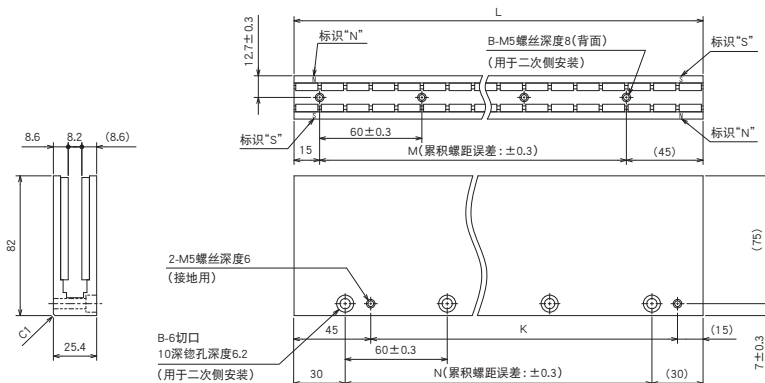 L
12.7±0.3
标识“N”
B-M5螺丝深度8(背面)
(用于二次侧安装)
标识“S”
N
S
S
N
标识“S”
标识“N”
60±0.3
15
M(累积螺距误差：±0.3)
(45)
8.6
8.2
(8.6)
82
C1
25.4
2-M5螺丝深度6
(接地用)
(75)
B-6切口
10深锪孔深度6.2
(用于二次侧安装)
45
K
(15)
60±0.3
30
N(累积螺距误差：±0.3)
(30)
7±0.3